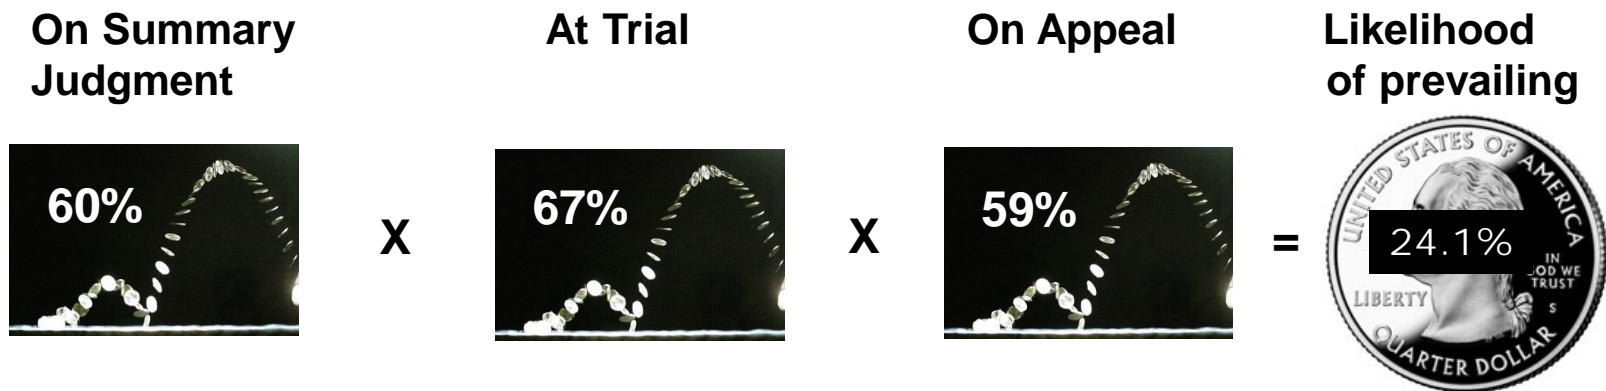 On Summary
Judgment
At Trial
On Appeal
Likelihood
of prevailing
60%
X
67%
X
59%
=
24.1%
UNITED STATES OF AMERICA
LIBERTY
IN
GOD WE
TRUST
S
QUARTER DOLLAR